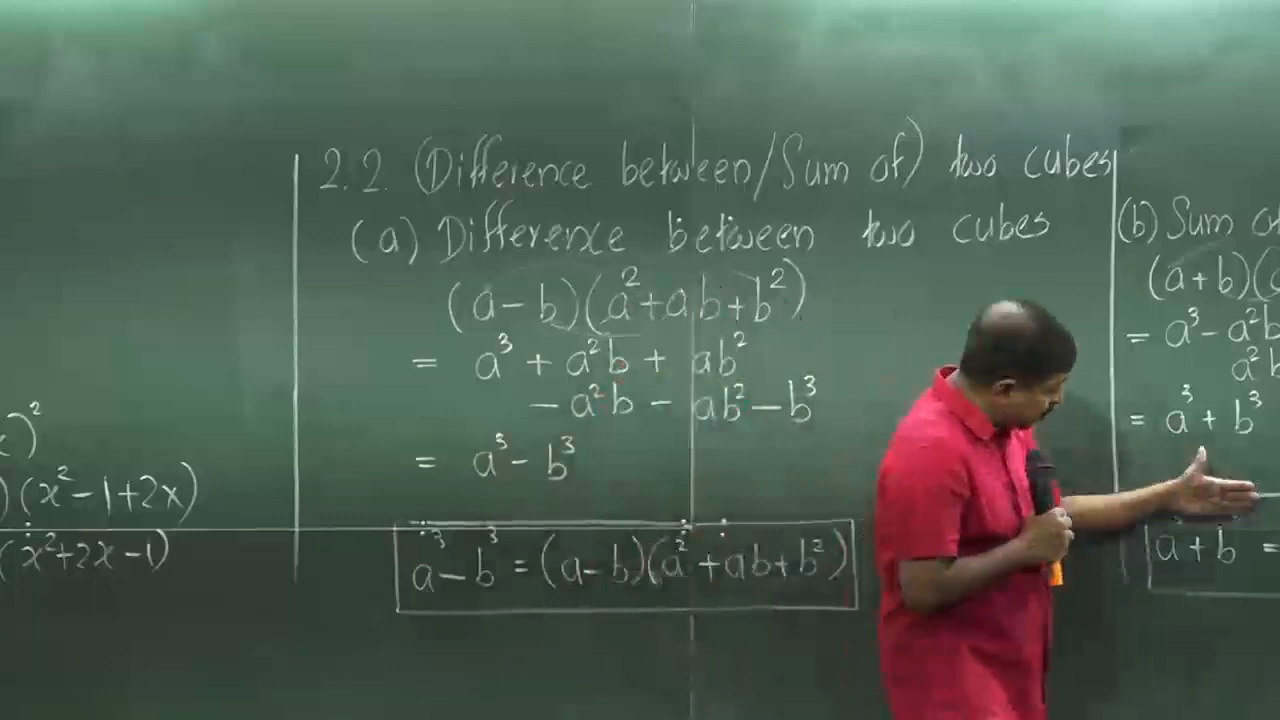 )²
)(x²-1+2x)
(x²+2x-1)
2.2. (Difference between/Sum of) two cubes
(a) Difference between two cubes
(a-b)(a²+ab+b²)
= a³ + a²b + ab²
- a²b - ab² - b³
= a³ - b³
a³ - b³ = (a-b)(a²+ab+b²)
(b) Sum
(a+b)(
= a³ - a²b
a²b
= a³ + b³
a + b =